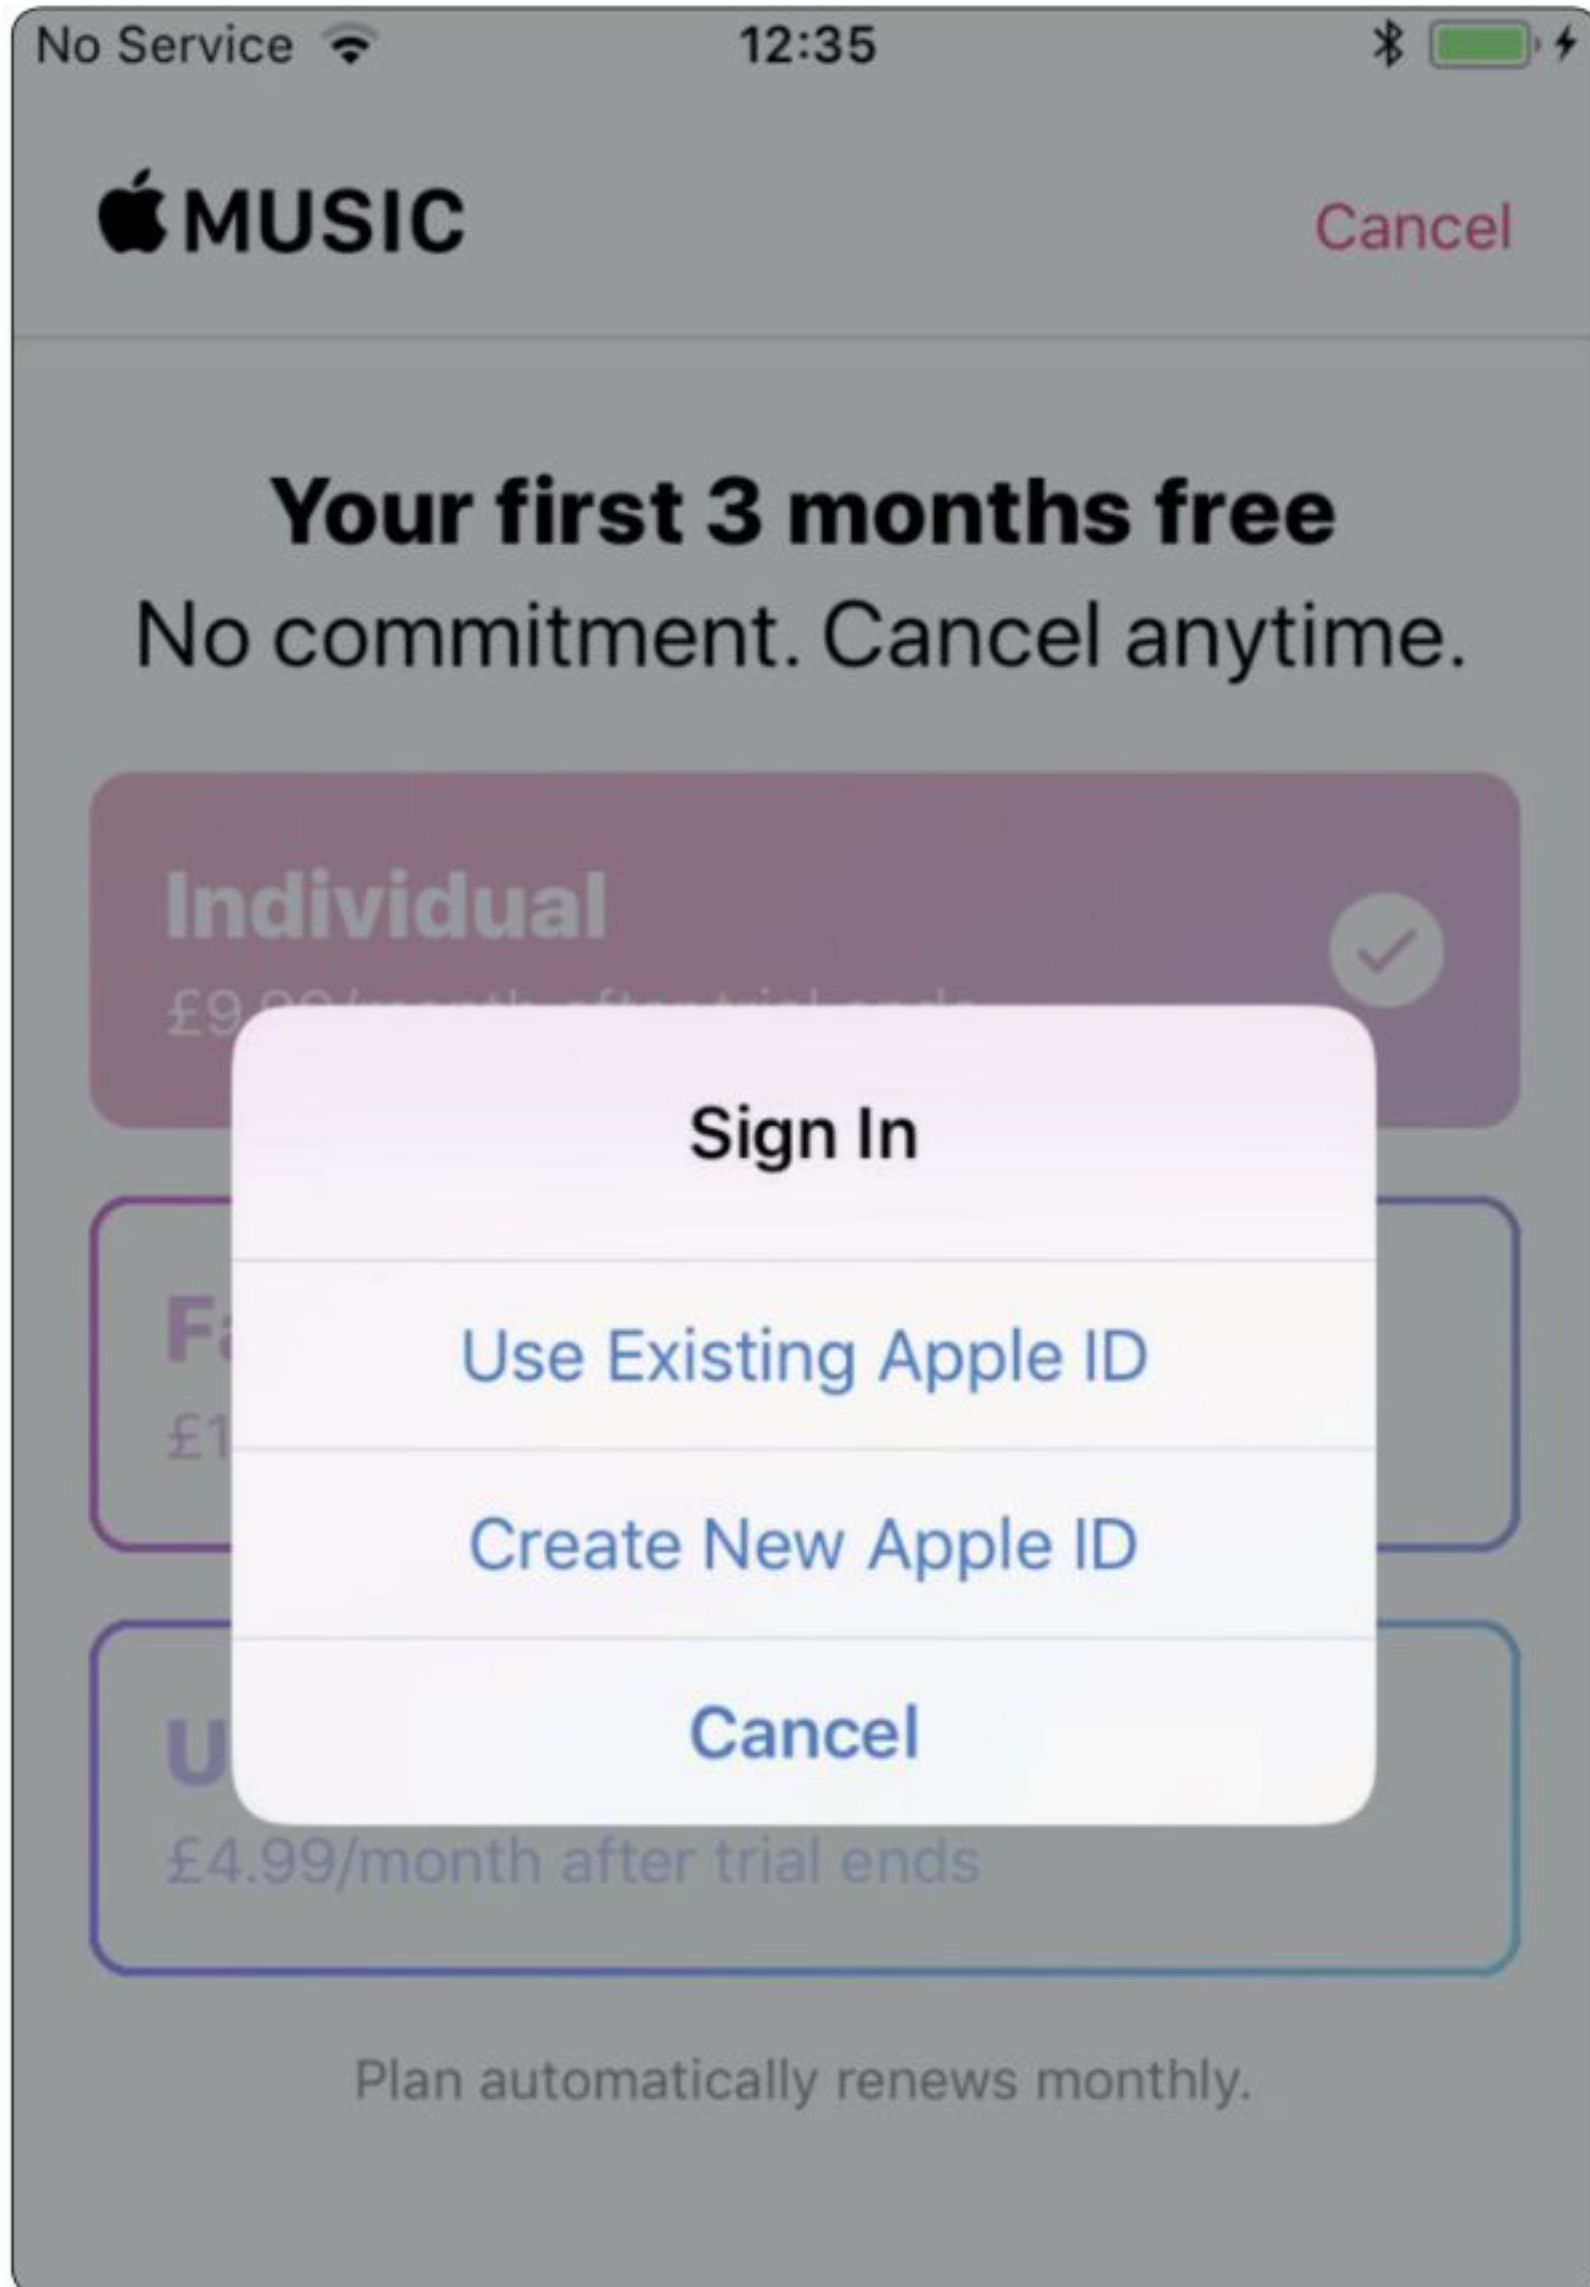 No Service 12:35
MUSIC Cancel
Your first 3 months free
No commitment. Cancel anytime.
Individual
Sign In
Use Existing Apple ID
Create New Apple ID
Cancel
£4.99/month after trial ends
Plan automatically renews monthly.